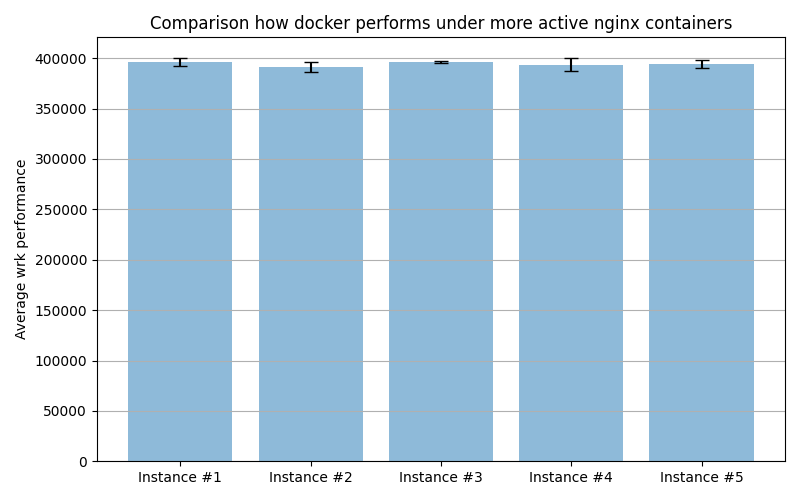 Comparison how docker performs under more active nginx containers
400000
350000
300000
250000
200000
150000
100000
50000
0
Average wrk performance
Instance #1
Instance #2
Instance #3
Instance #4
Instance #5